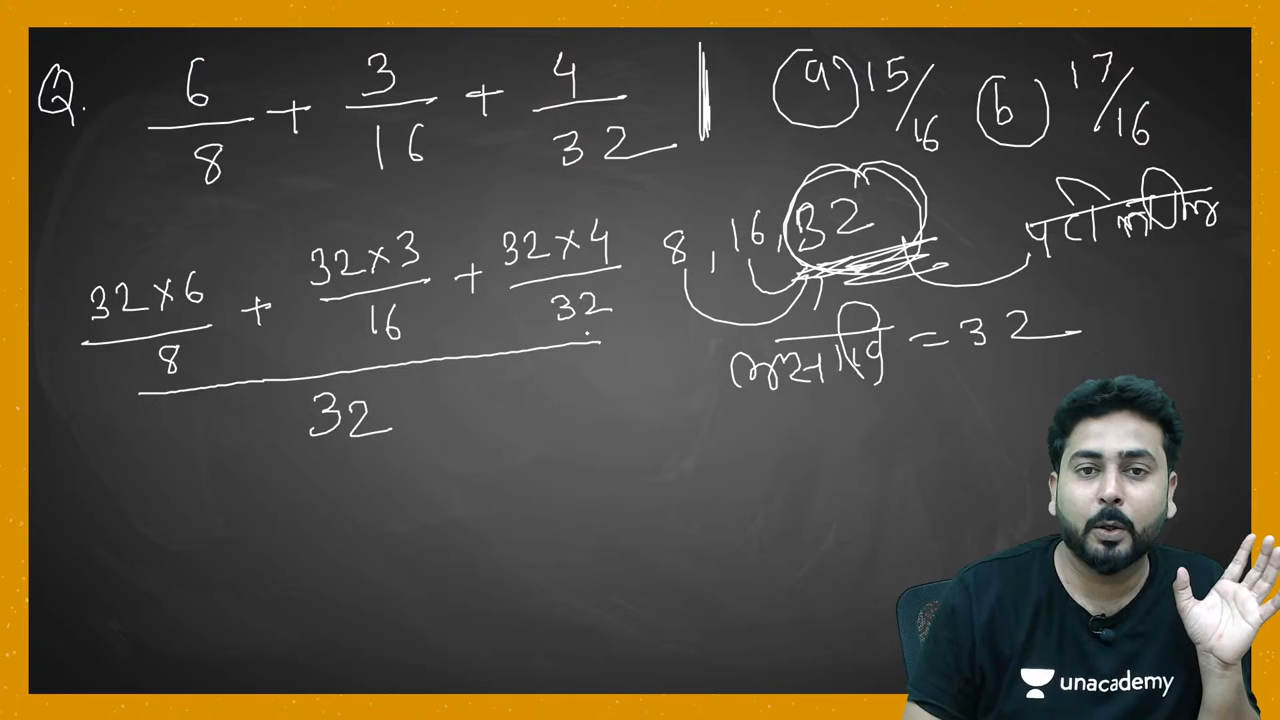 Q. 6/8 + 3/16 + 4/32
a 15/16 b 17/16
8, 16, 32
(32×6/8 + 32×3/16 + 32×4/32)/32
= 32
unacademy